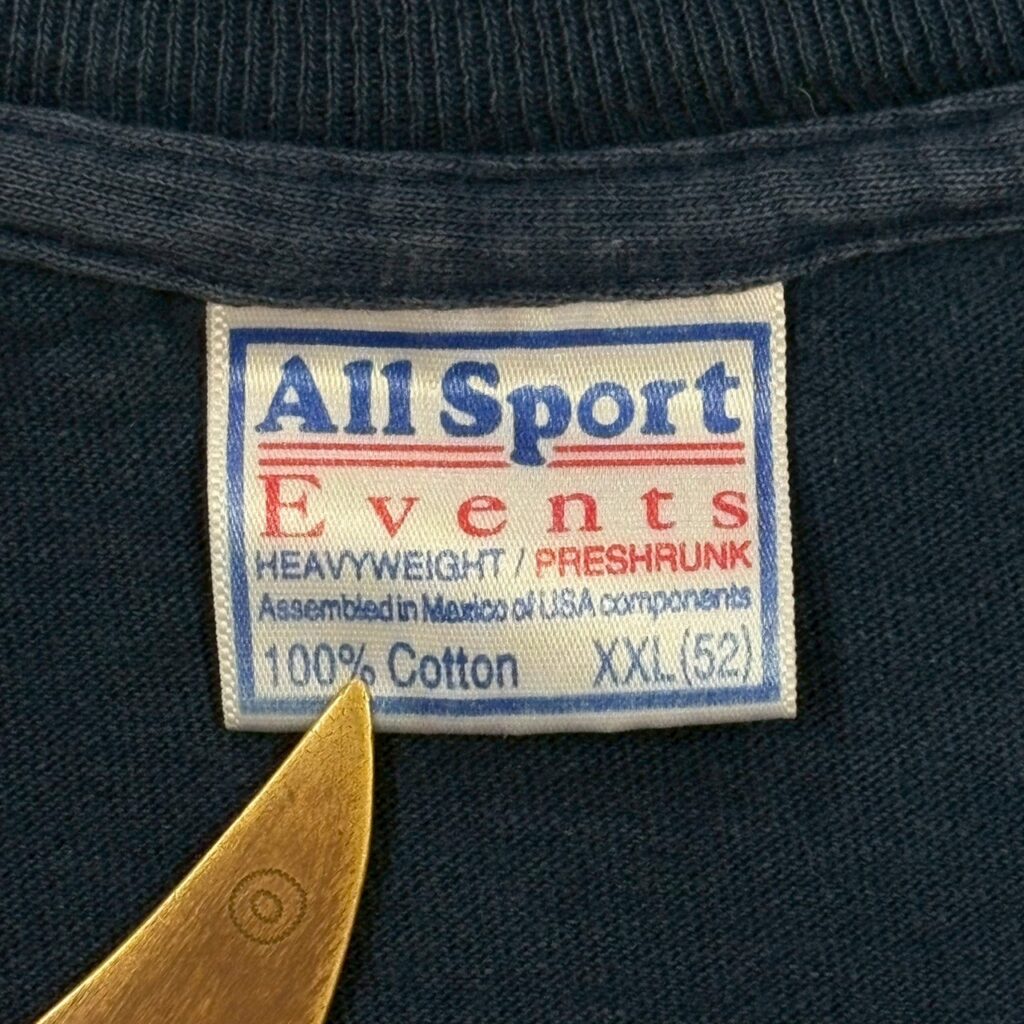 All Sport
Events
HEAVYWEIGHT / PRESHRUNK
Assembled in Mexico of USA components
100% Cotton XXL (52)